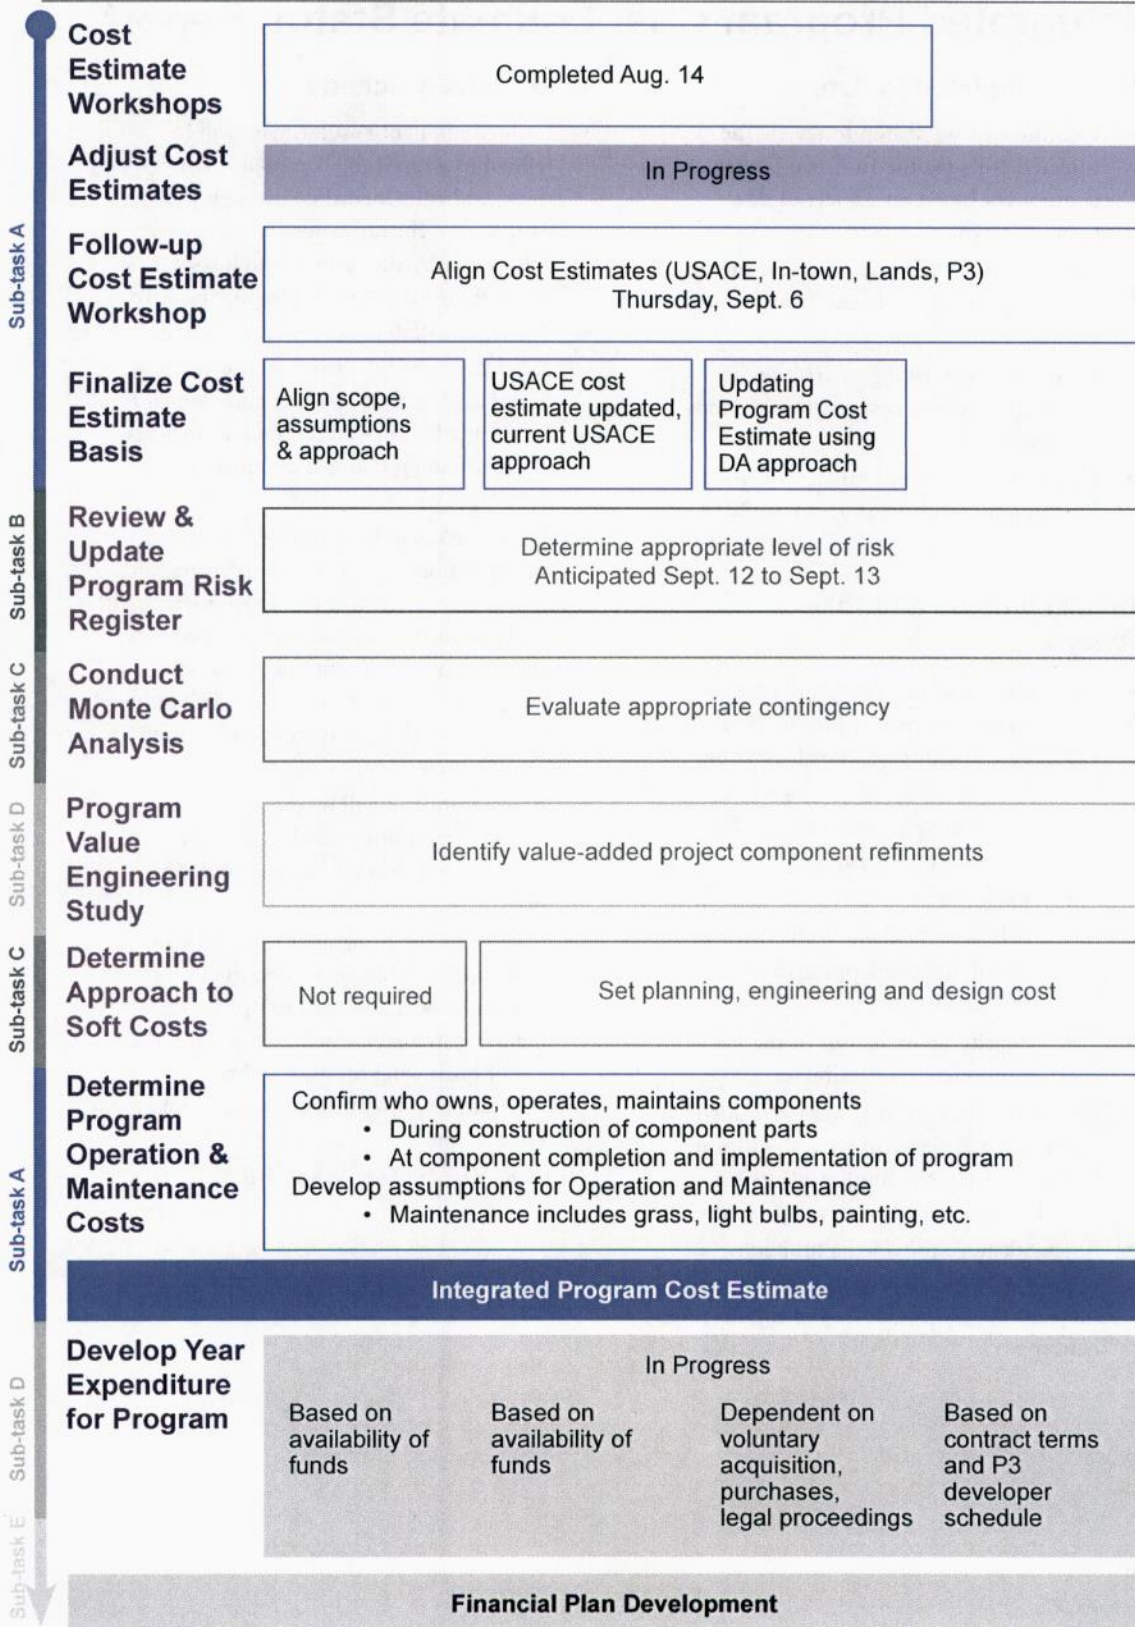 Cost
Estimate
Workshops
Completed Aug. 14
Adjust Cost
Estimates
In Progress
Sub-task A
Follow-up
Cost Estimate
Workshop
Align Cost Estimates (USACE, In-town, Lands, P3)
Thursday, Sept. 6
Finalize Cost
Estimate
Basis
Align scope,
assumptions
& approach
USACE cost
estimate updated,
current USACE
approach
Updating
Program Cost
Estimate using
DA approach
Sub-task B
Review &
Update
Program Risk
Register
Determine appropriate level of risk
Anticipated Sept. 12 to Sept. 13
Sub-task C
Conduct
Monte Carlo
Analysis
Evaluate appropriate contingency
Sub-task D
Program
Value
Engineering
Study
Identify value-added project component refinments
Sub-task C
Determine
Approach to
Soft Costs
Not required
Set planning, engineering and design cost
Sub-task A
Determine
Program
Operation &
Maintenance
Costs
Confirm who owns, operates, maintains components
• During construction of component parts
• At component completion and implementation of program
Develop assumptions for Operation and Maintenance
• Maintenance includes grass, light bulbs, painting, etc.
Integrated Program Cost Estimate
Sub-task D
Develop Year
Expenditure
for Program
In Progress
Based on
availability of
funds
Based on
availability of
funds
Dependent on
voluntary
acquisition,
purchases,
legal proceedings
Based on
contract terms
and P3
developer
schedule
Sub-task E
Financial Plan Development